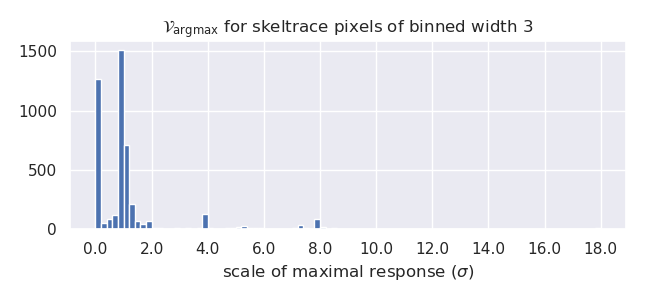 𝒱argmax for skeltrace pixels of binned width 3
1500
1000
500
0
0.0 2.0 4.0 6.0 8.0 10.0 12.0 14.0 16.0 18.0
scale of maximal response (σ)